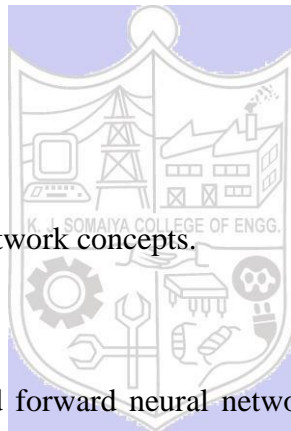 K. J. SOMAIYA COLLEGE OF ENGG.
twork concepts.
forward neural netwo